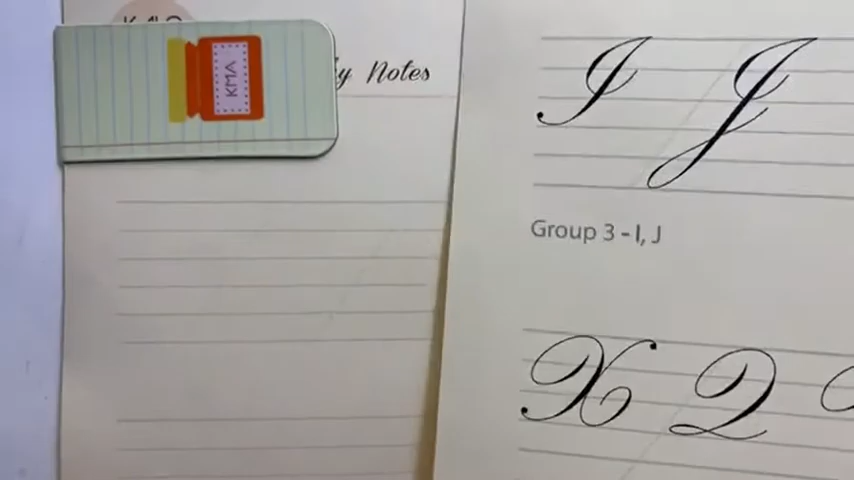 KMA
Notes
I J
Group 3 - I, J
X Q